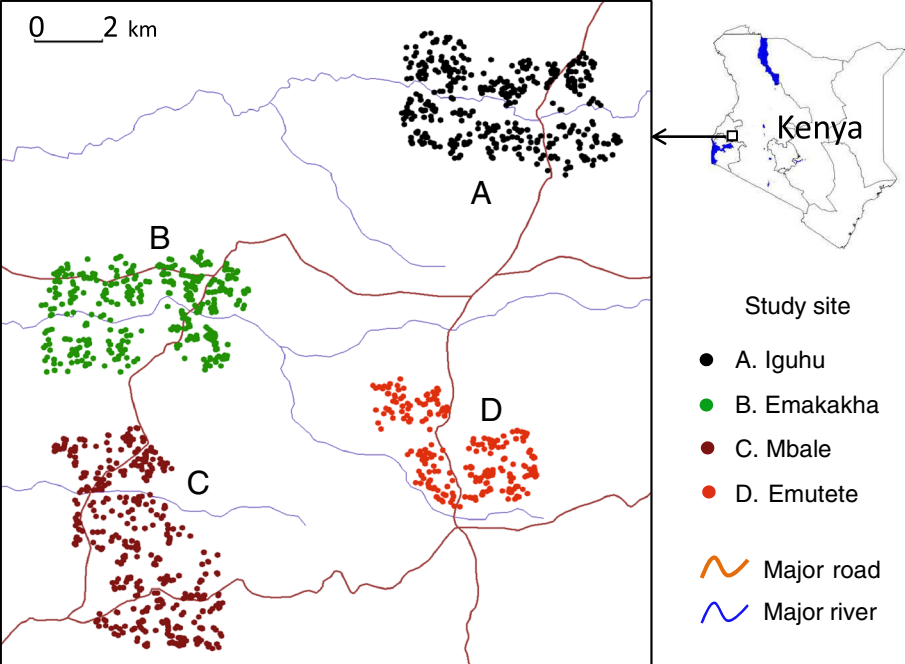 0 2 km
A
B
C
D
Kenya
Study site
A. Iguhu
B. Emakakha
C. Mbale
D. Emutete
Major road
Major river